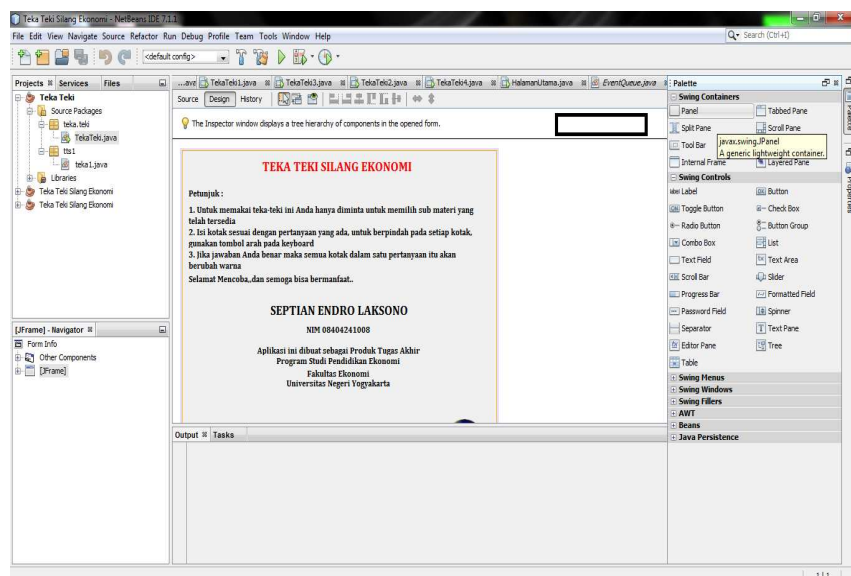 Teka Teki Silang Ekonomi - NetBeans IDE 7.1.1
File Edit View Navigate Source Refactor Run Debug Profile Team Tools Window Help
Search (Ctrl+I)
<default config>
Projects Services Files
Teka Teki
Source Packages
teka.teki
TekaTeki.java
tts1
teka1.java
Libraries
Teka Teki Silang Ekonomi
Teka Teki Silang Ekonomi
[JFrame] - Navigator
Form Info
Other Components
[JFrame]
...ava TekaTeki1.java TekaTeki3.java TekaTeki2.java TekaTeki4.java HalamanUtama.java EventQueue.java
Source Design History
The Inspector window displays a tree hierarchy of components in the opened form.
TEKA TEKI SILANG EKONOMI
Petunjuk :
1. Untuk memakai teka-teki ini Anda hanya diminta untuk memilih sub materi yang
telah tersedia
2. Isi kotak sesuai dengan pertanyaan yang ada, untuk berpindah pada setiap kotak,
gunakan tombol arah pada keyboard
3. Jika jawaban Anda benar maka semua kotak dalam satu pertanyaan itu akan
berubah warna
Selamat Mencoba,,dan semoga bisa bermanfaat..
SEPTIAN ENDRO LAKSONO
NIM 08404241008
Aplikasi ini dibuat sebagai Produk Tugas Akhir
Program Studi Pendidikan Ekonomi
Fakultas Ekonomi
Universitas Negeri Yogyakarta
Output Tasks
Palette
Swing Containers
Panel Tabbed Pane
Split Pane Scroll Pane
Tool Bar
javax.swing.JPanel
A generic lightweight container.
Internal Frame Layered Pane
Swing Controls
Label Button
Toggle Button Check Box
Radio Button Button Group
Combo Box List
Text Field Text Area
Scroll Bar Slider
Progress Bar Formatted Field
Password Field Spinner
Separator Text Pane
Editor Pane Tree
Table
Swing Menus
Swing Windows
Swing Fillers
AWT
Beans
Java Persistence
Palette
Properties
1|1